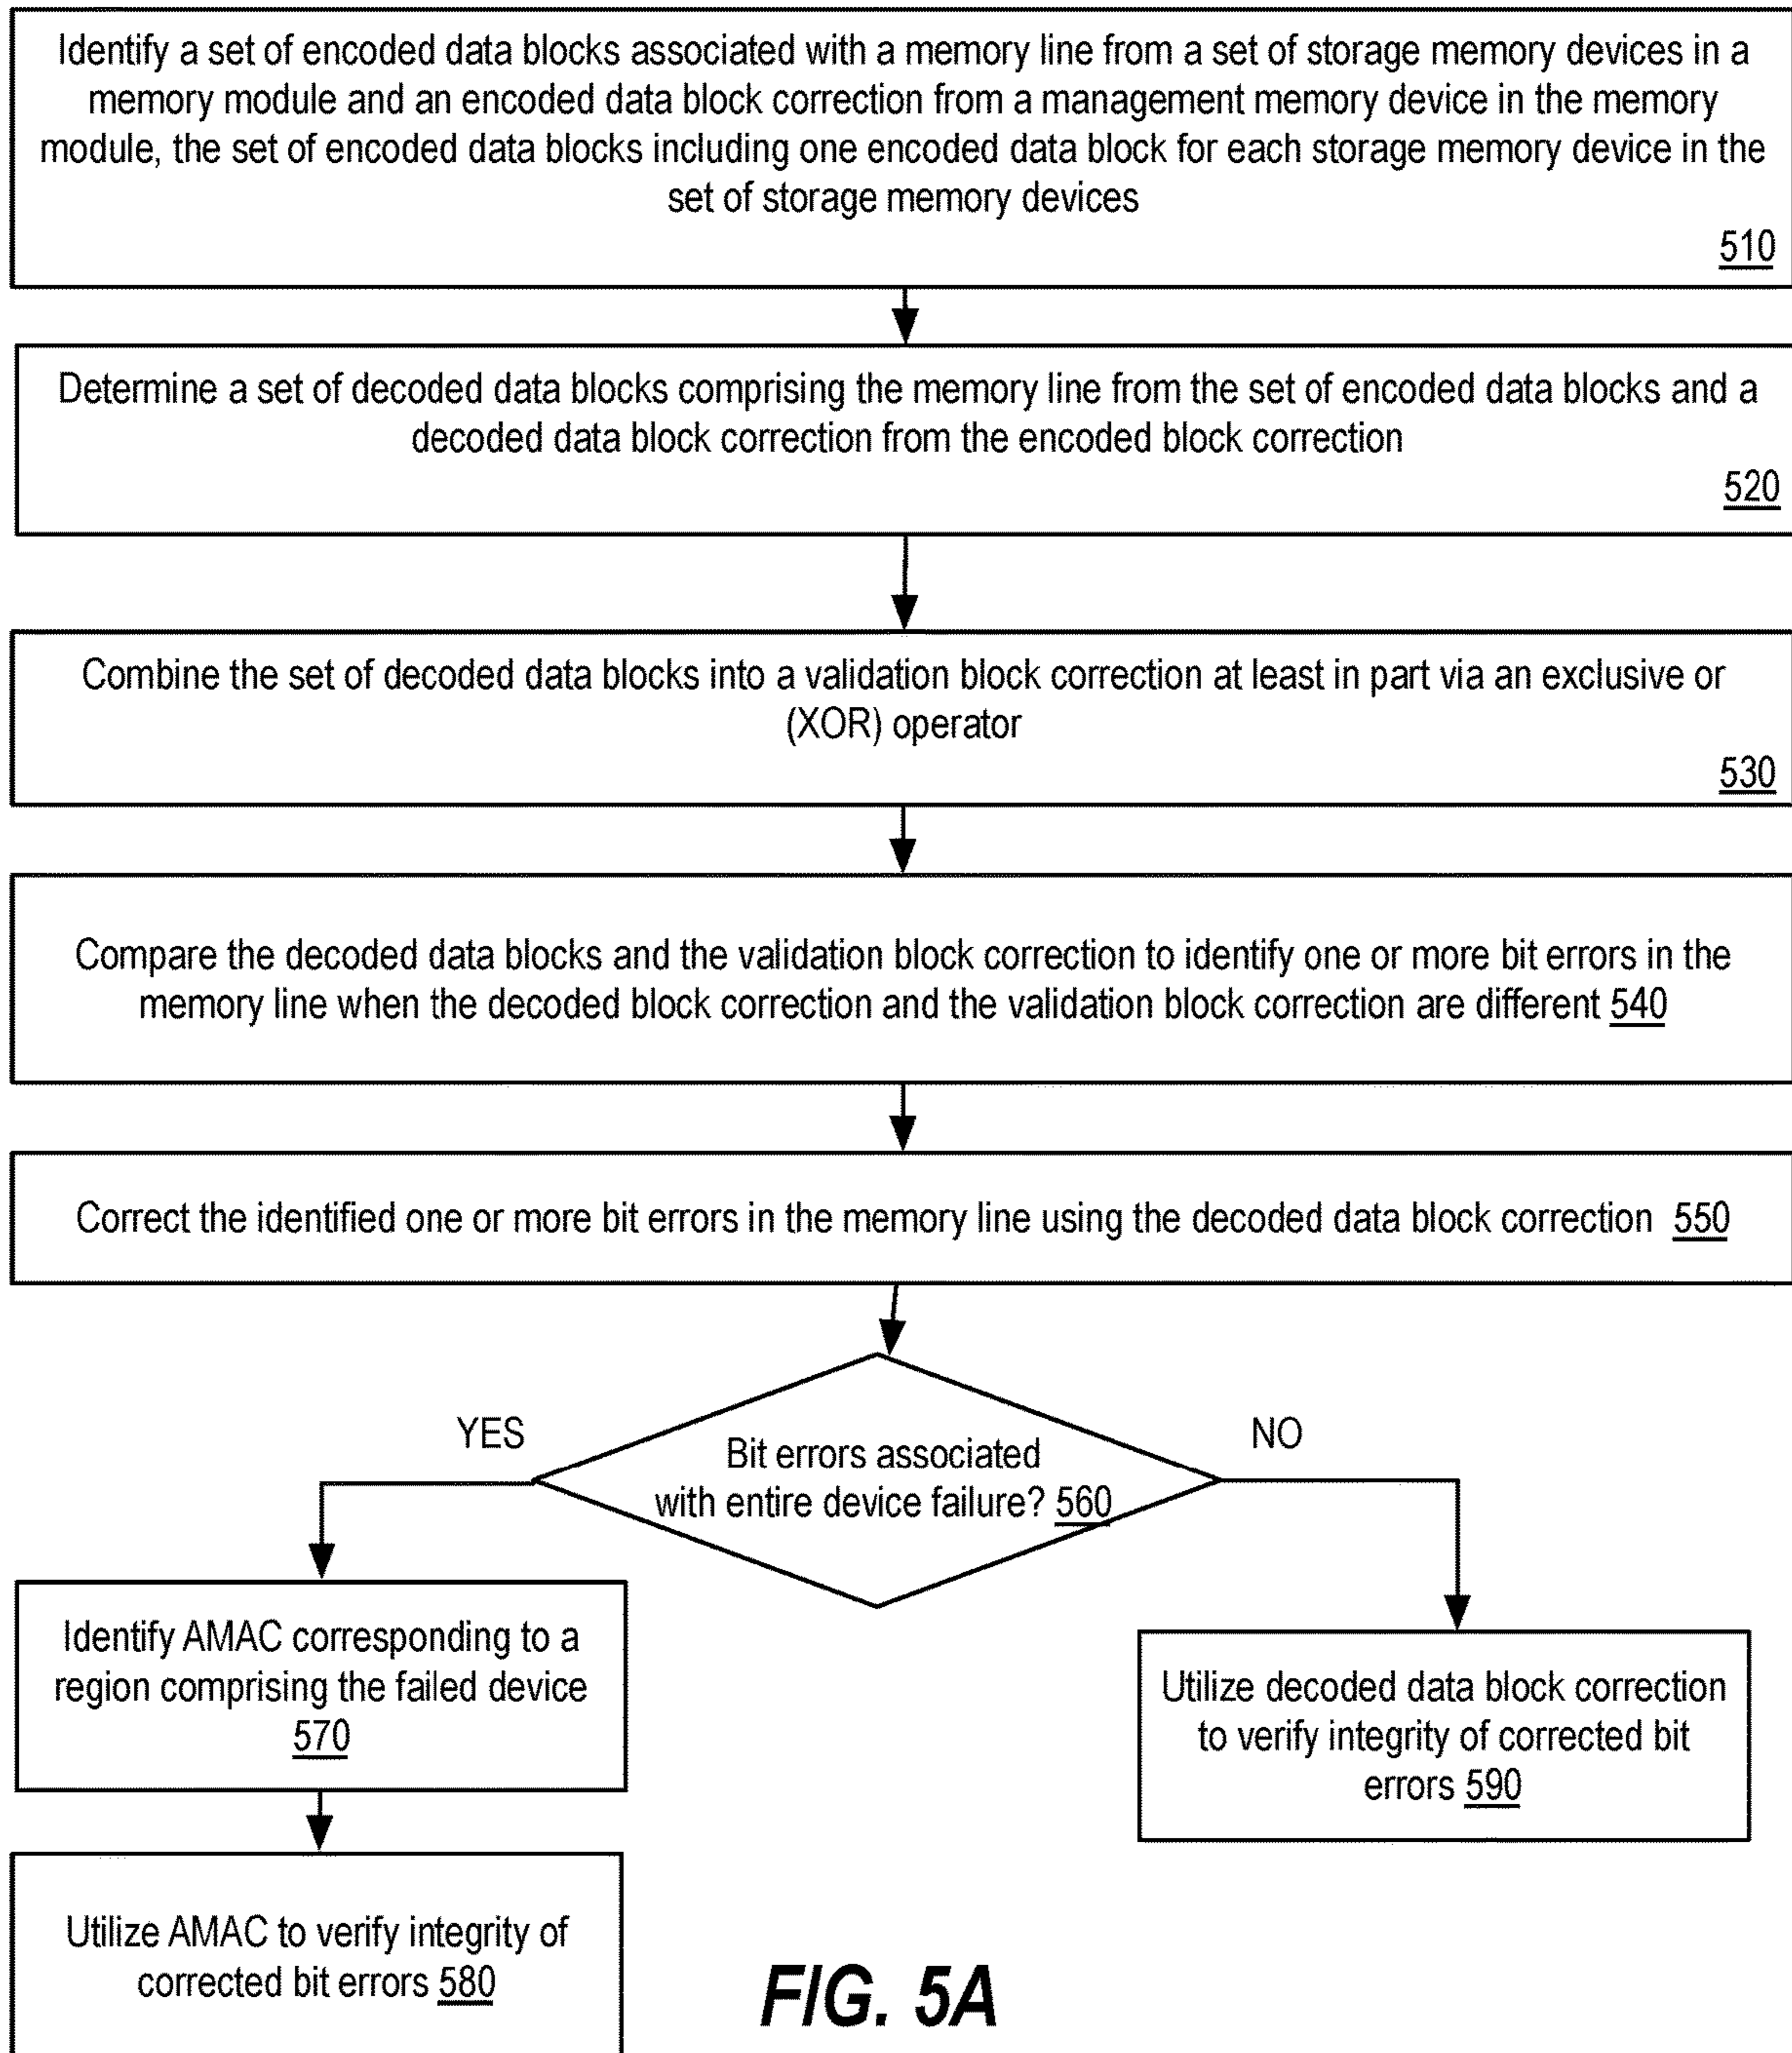 Identify a set of encoded data blocks associated with a memory line from a set of storage memory devices in a
memory module and an encoded data block correction from a management memory device in the memory
module, the set of encoded data blocks including one encoded data block for each storage memory device in the
set of storage memory devices
510
Determine a set of decoded data blocks comprising the memory line from the set of encoded data blocks and a
decoded data block correction from the encoded block correction
520
Combine the set of decoded data blocks into a validation block correction at least in part via an exclusive or
(XOR) operator
530
Compare the decoded data blocks and the validation block correction to identify one or more bit errors in the
memory line when the decoded block correction and the validation block correction are different 540
Correct the identified one or more bit errors in the memory line using the decoded data block correction 550
YES
NO
Bit errors associated
with entire device failure? 560
Identify AMAC corresponding to a
region comprising the failed device
570
Utilize decoded data block correction
to verify integrity of corrected bit
errors 590
Utilize AMAC to verify integrity of
corrected bit errors 580
FIG. 5A